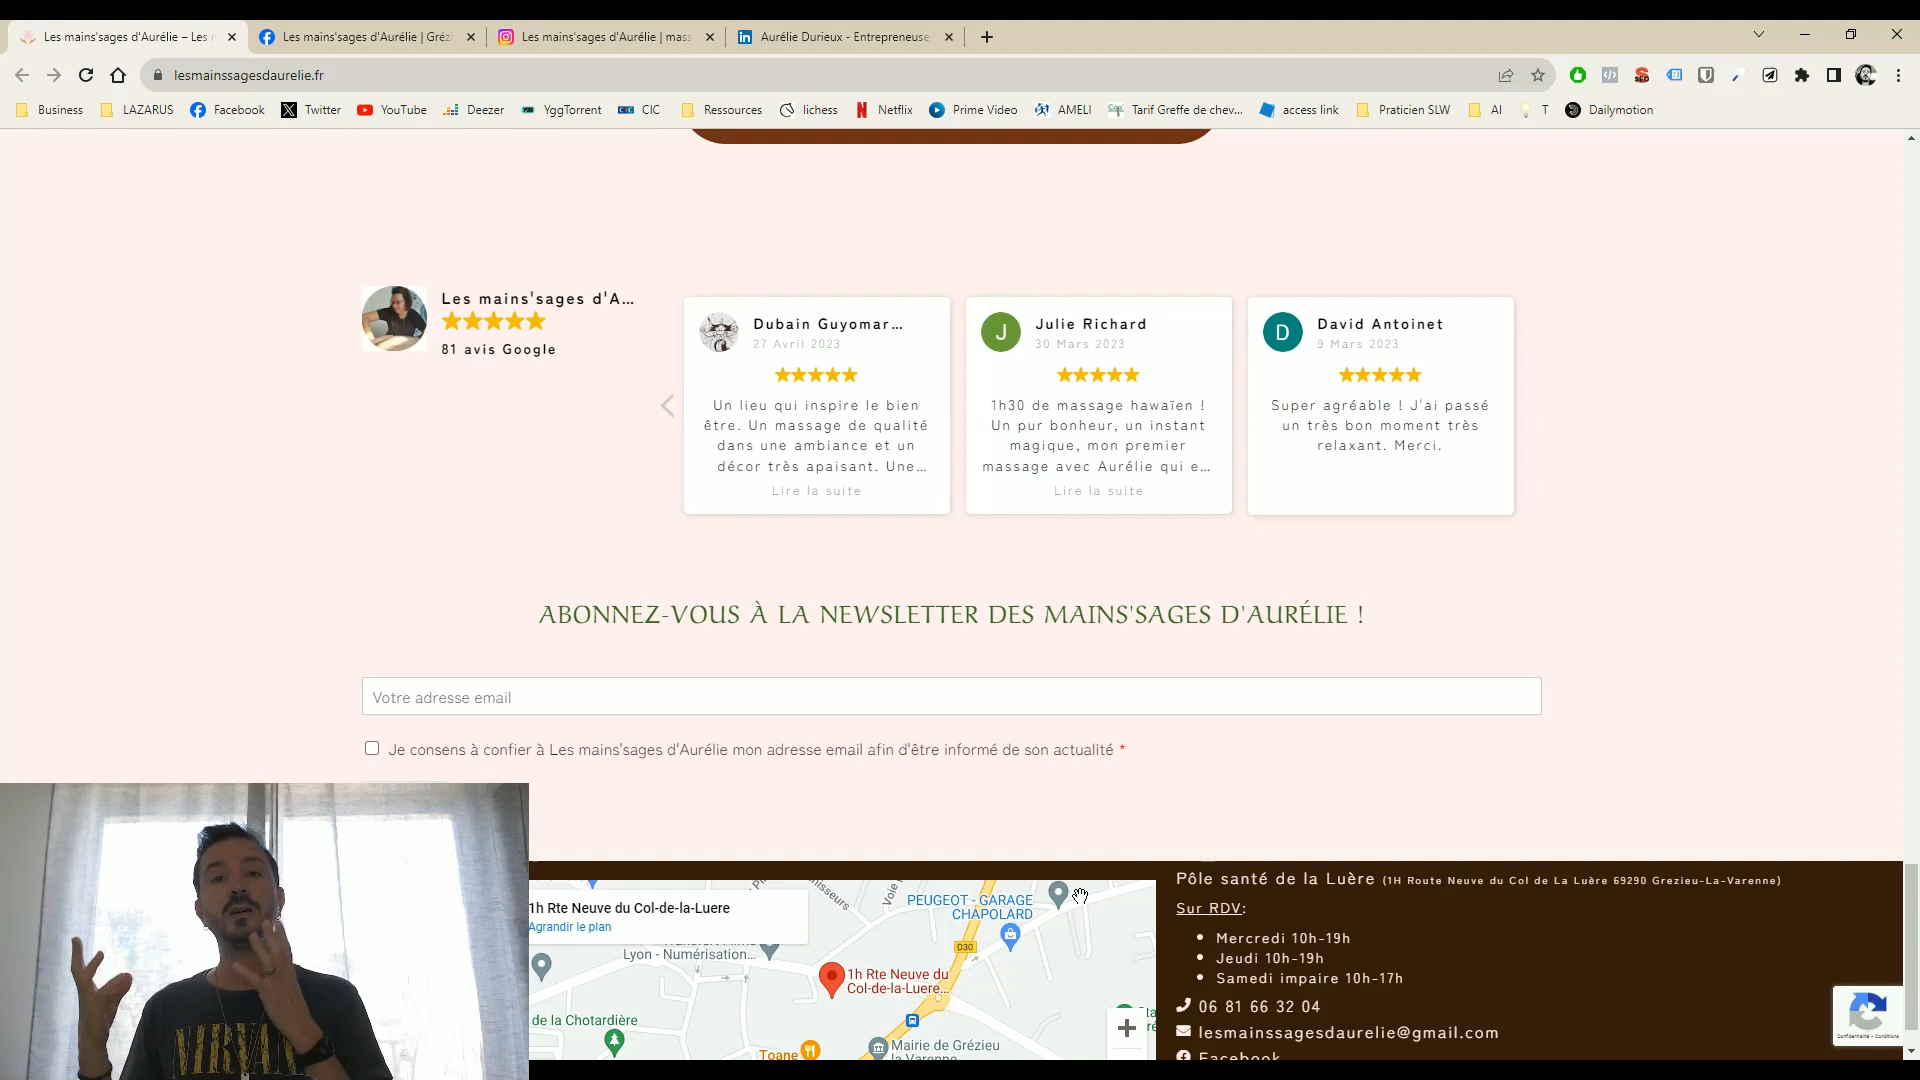 Les mains'sages d'Aurélie – Les
Les mains'sages d'Aurélie | Gréz
Les mains'sages d'Aurélie | mass
Aurélie Durieux - Entrepreneuse
lesmainssagesdaurelie.fr
Business
LAZARUS
Facebook
Twitter
YouTube
Deezer
YggTorrent
CIC
Ressources
lichess
Netflix
Prime Video
AMELI
Tarif Greffe de chev...
access link
Praticien SLW
AI
T
Dailymotion
Les mains'sages d'A...
81 avis Google
Dubain Guyomar...
27 Avril 2023
Un lieu qui inspire le bien
être. Un massage de qualité
dans une ambiance et un
décor très apaisant. Une...
Lire la suite
J
Julie Richard
30 Mars 2023
1h30 de massage hawaïen !
Un pur bonheur, un instant
magique, mon premier
massage avec Aurélie qui e...
Lire la suite
D
David Antoinet
9 Mars 2023
Super agréable ! J'ai passé
un très bon moment très
relaxant. Merci.
ABONNEZ-VOUS À LA NEWSLETTER DES MAINS'SAGES D'AURÉLIE !
Votre adresse email
Je consens à confier à Les mains'sages d'Aurélie mon adresse email afin d'être informé de son actualité *
NIRVAN
1h Rte Neuve du Col-de-la-Luere
Agrandir le plan
Lyon - Numérisation...
Voie
PEUGEOT - GARAGE
CHAPOLARD
D30
1h Rte Neuve du
Col-de-la-Luere...
de la Chotardière
Toane
Mairie de Grézieu
la Varenne
Pôle santé de la Luère (1H Route Neuve du Col de La Luère 69290 Grezieu-La-Varenne)
Sur RDV:
Mercredi 10h-19h
Jeudi 10h-19h
Samedi impaire 10h-17h
06 81 66 32 04
lesmainssagesdaurelie@gmail.com
Facebook
Confidentialité - Conditions